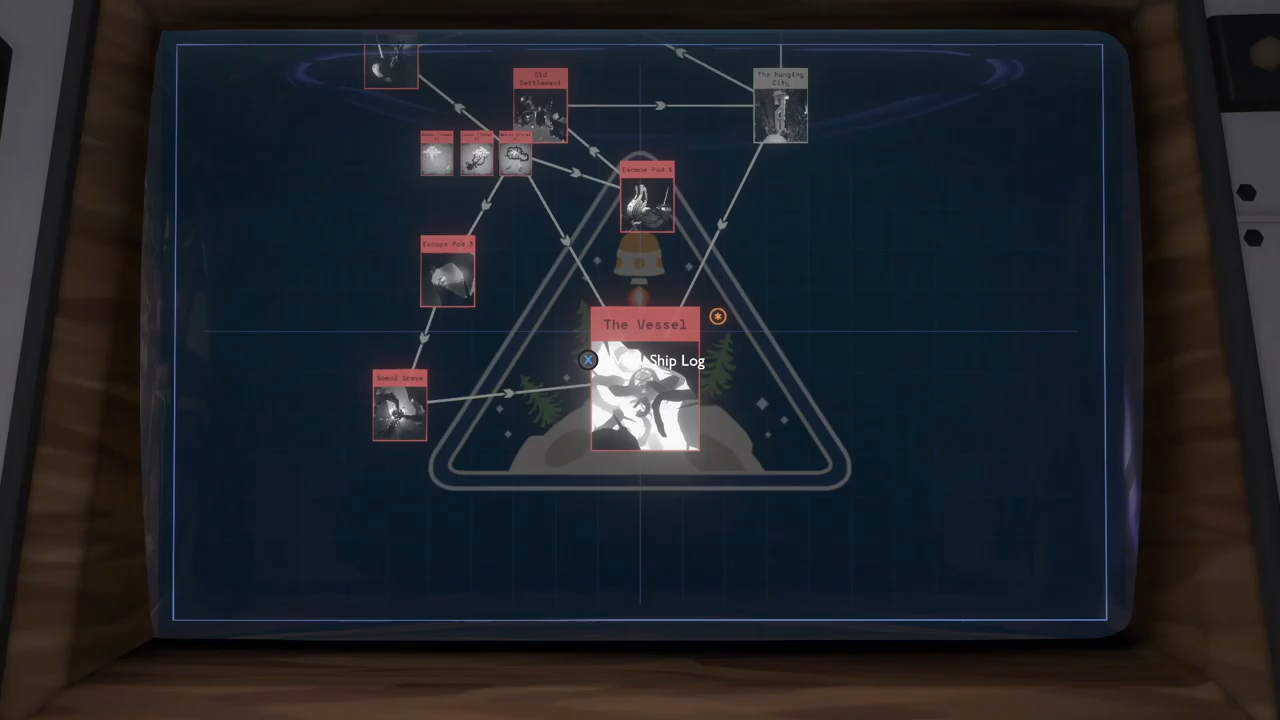 Old
Settlement
The Hanging
City
Escape Pod 1
Escape Pod 3
The Vessel
X
Ship Log
Nomai Grave